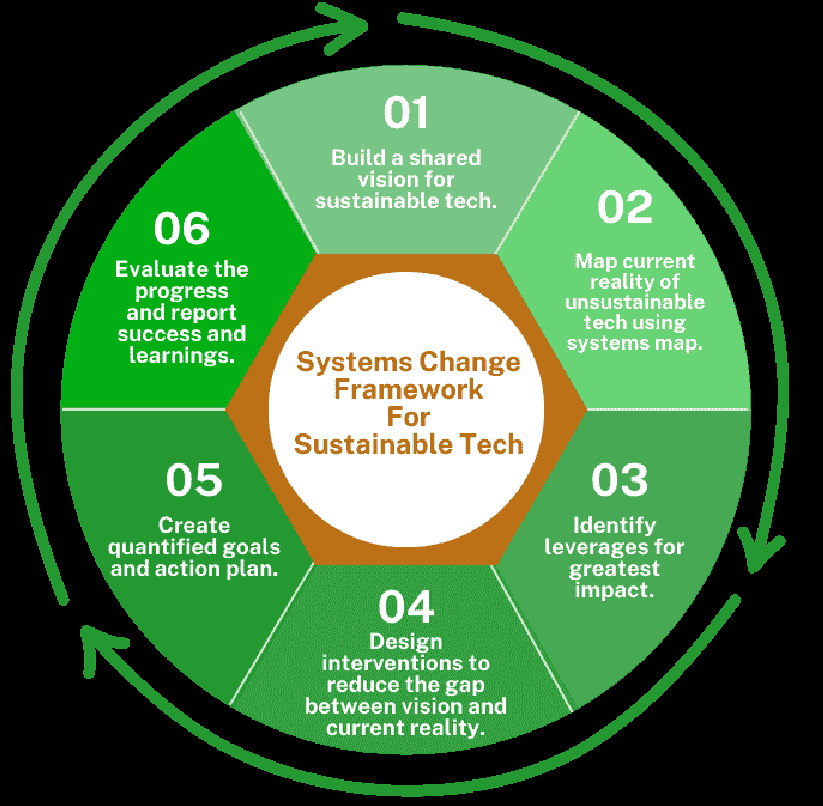 01
Build a shared
vision for
sustainable tech.
02
Map current
reality of
unsustainable
tech using
systems map.
03
Identify
leverages for
greatest
impact.
04
Design
interventions to
reduce the gap
between vision and
current reality.
05
Create
quantified goals
and action plan.
06
Evaluate the
progress
and report
success and
learnings.
Systems Change
Framework
For
Sustainable Tech